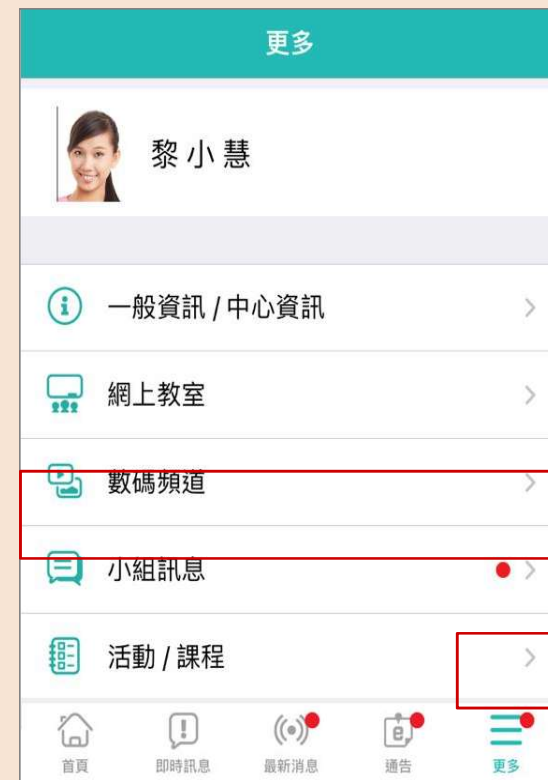 更多
黎小慧
一般資訊 / 中心資訊
網上教室
數碼頻道
小組訊息
活動 / 課程
首頁
即時訊息
最新消息
通告
更多